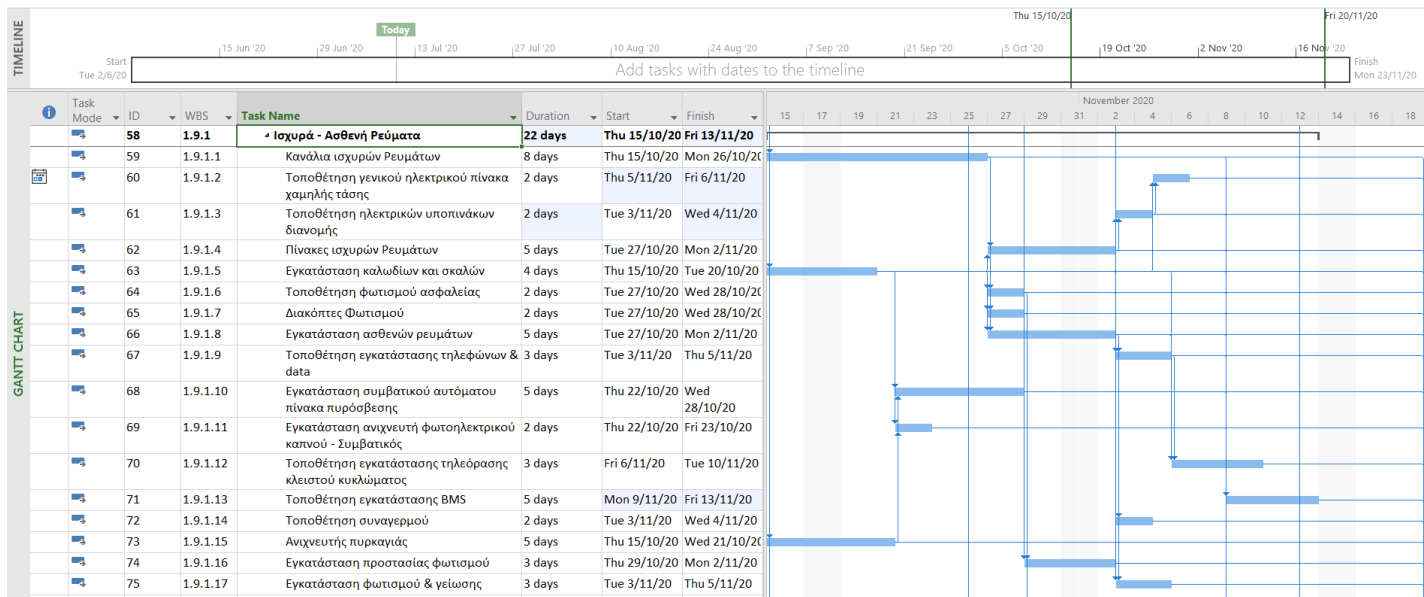 TIMELINE
Thu 15/10/20 Fri 20/11/20
Today
15 Jun '20 29 Jun '20 13 Jul '20 27 Jul '20 10 Aug '20 24 Aug '20 7 Sep '20 21 Sep '20 5 Oct '20 19 Oct '20 2 Nov '20 16 Nov '20
Start
Tue 2/6/20
Add tasks with dates to the timeline
Finish
Mon 23/11/20
GANTT CHART
Task
Mode ID WBS Task Name Duration Start Finish
November 2020
15 17 19 21 23 25 27 29 31 2 4 6 8 10 12 14 16 18
58 1.9.1 Ισχυρά - Ασθενή Ρεύματα 22 days Thu 15/10/20 Fri 13/11/20
59 1.9.1.1 Κανάλια ισχυρών Ρευμάτων 8 days Thu 15/10/20 Mon 26/10/20
60 1.9.1.2 Τοποθέτηση γενικού ηλεκτρικού πίνακα 2 days Thu 5/11/20 Fri 6/11/20
χαμηλής τάσης
61 1.9.1.3 Τοποθέτηση ηλεκτρικών υποπινάκων 2 days Tue 3/11/20 Wed 4/11/20
διανομής
62 1.9.1.4 Πίνακες ισχυρών Ρευμάτων 5 days Tue 27/10/20 Mon 2/11/20
63 1.9.1.5 Εγκατάσταση καλωδίων και σκαλών 4 days Thu 15/10/20 Tue 20/10/20
64 1.9.1.6 Τοποθέτηση φωτισμού ασφαλείας 2 days Tue 27/10/20 Wed 28/10/20
65 1.9.1.7 Διακόπτες Φωτισμού 2 days Tue 27/10/20 Wed 28/10/20
66 1.9.1.8 Εγκατάσταση ασθενών ρευμάτων 5 days Tue 27/10/20 Mon 2/11/20
67 1.9.1.9 Τοποθέτηση εγκατάστασης τηλεφώνων & 3 days Tue 3/11/20 Thu 5/11/20
data
68 1.9.1.10 Εγκατάσταση συμβατικού αυτόματου 5 days Thu 22/10/20 Wed
πίνακα πυρόσβεσης 28/10/20
69 1.9.1.11 Εγκατάσταση ανιχνευτή φωτοηλεκτρικού 2 days Thu 22/10/20 Fri 23/10/20
καπνού - Συμβατικός
70 1.9.1.12 Τοποθέτηση εγκατάστασης τηλεόρασης 3 days Fri 6/11/20 Tue 10/11/20
κλειστού κυκλώματος
71 1.9.1.13 Τοποθέτηση εγκατάστασης BMS 5 days Mon 9/11/20 Fri 13/11/20
72 1.9.1.14 Τοποθέτηση συναγερμού 2 days Tue 3/11/20 Wed 4/11/20
73 1.9.1.15 Ανιχνευτής πυρκαγιάς 5 days Thu 15/10/20 Wed 21/10/20
74 1.9.1.16 Εγκατάσταση προστασίας φωτισμού 3 days Thu 29/10/20 Mon 2/11/20
75 1.9.1.17 Εγκατάσταση φωτισμού & γείωσης 3 days Tue 3/11/20 Thu 5/11/20